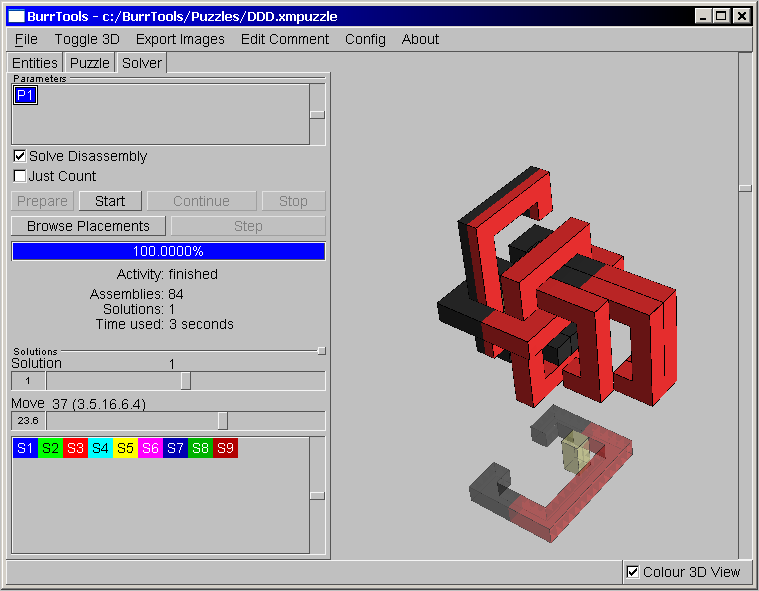 BurrTools - c:/BurrTools/Puzzles/DDD.xmpuzzle
File Toggle 3D Export Images Edit Comment Config About
Entities Puzzle Solver
Parameters
P1
Solve Disassembly
Just Count
Prepare Start Continue Stop
Browse Placements Step
100.0000%
Activity: finished
Assemblies: 84
Solutions: 1
Time used: 3 seconds
Solutions
Solution 1
1
Move 37 (3.5.16.6.4)
23.6
S1 S2 S3 S4 S5 S6 S7 S8 S9
Colour 3D View